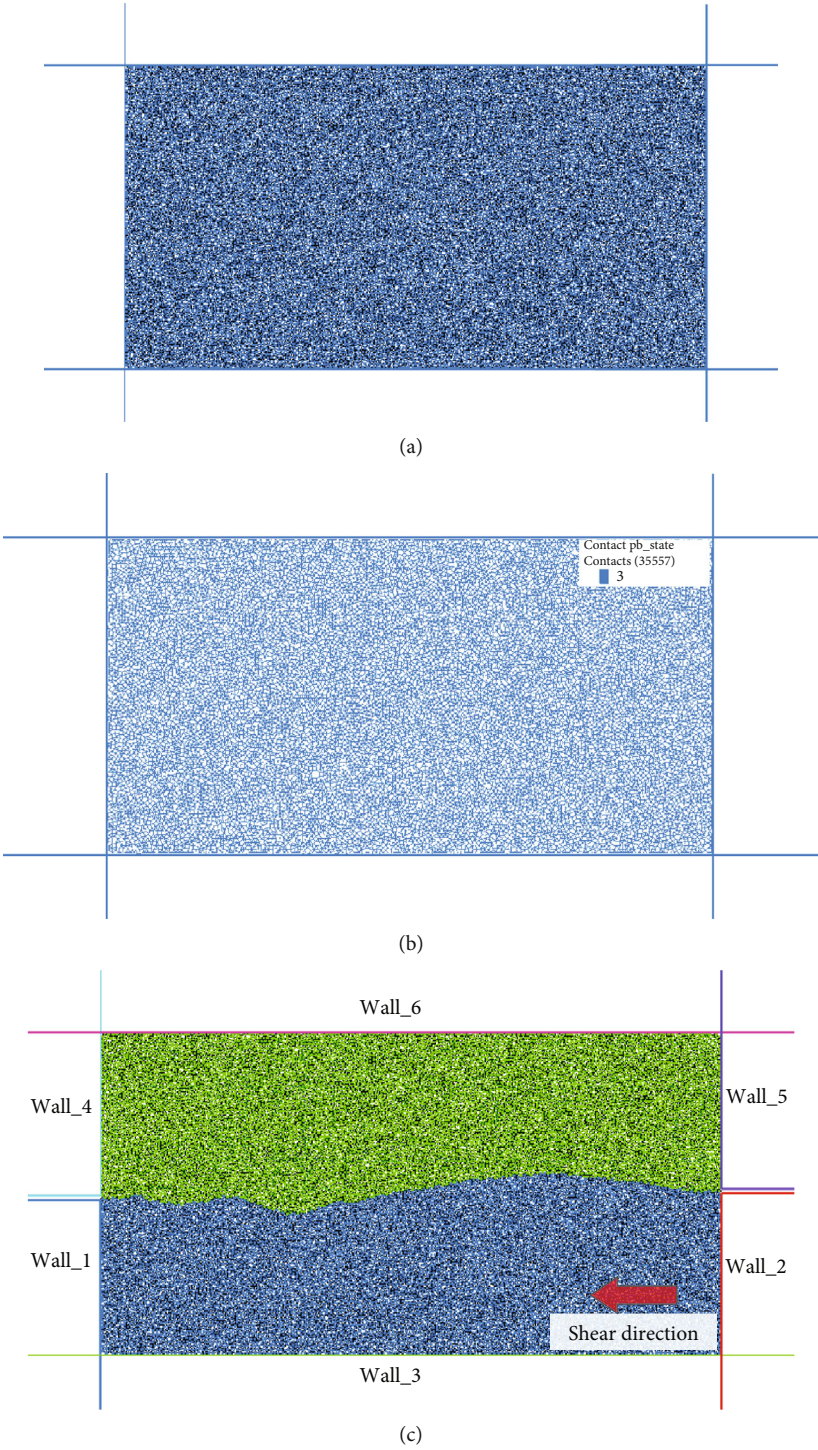 (a)
Contact pb_state
Contacts (35557)
3
(b)
Wall_6
Wall_4
Wall_5
Wall_1
Wall_2
Shear direction
Wall_3
(c)